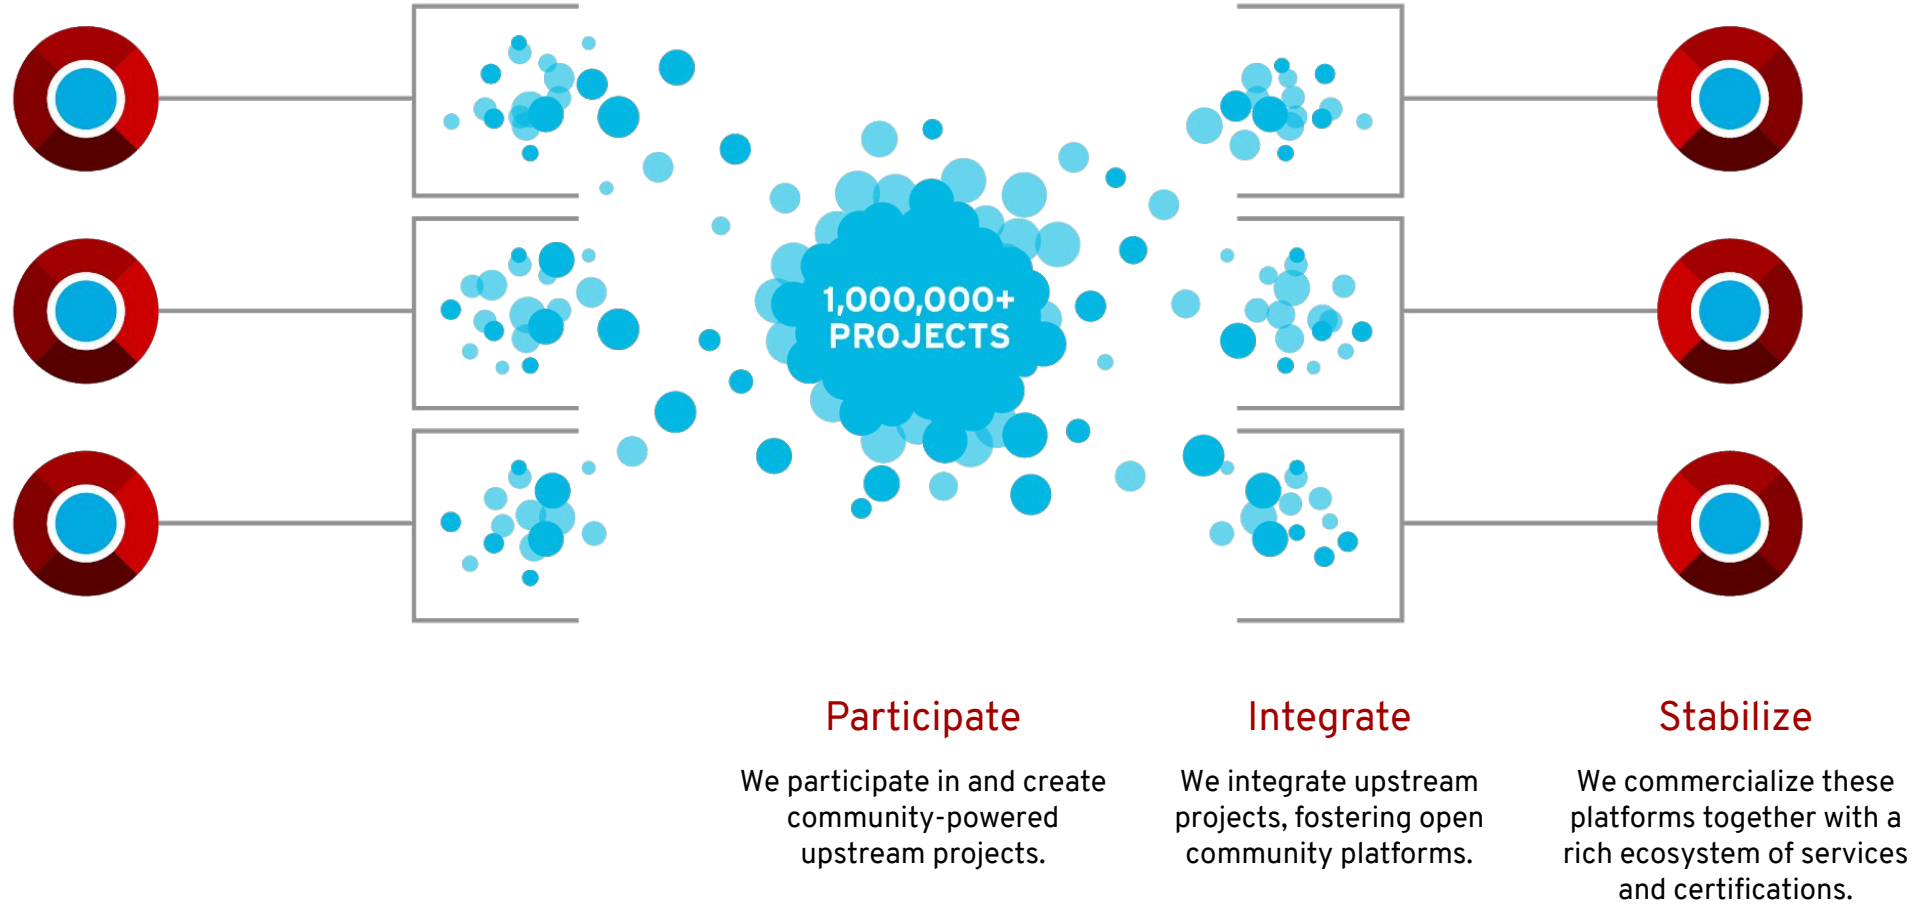 1,000,000+
PROJECTS
Participate
We participate in and create
community-powered
upstream projects.
Integrate
We integrate upstream
projects, fostering open
community platforms.
Stabilize
We commercialize these
platforms together with a
rich ecosystem of services
and certifications.